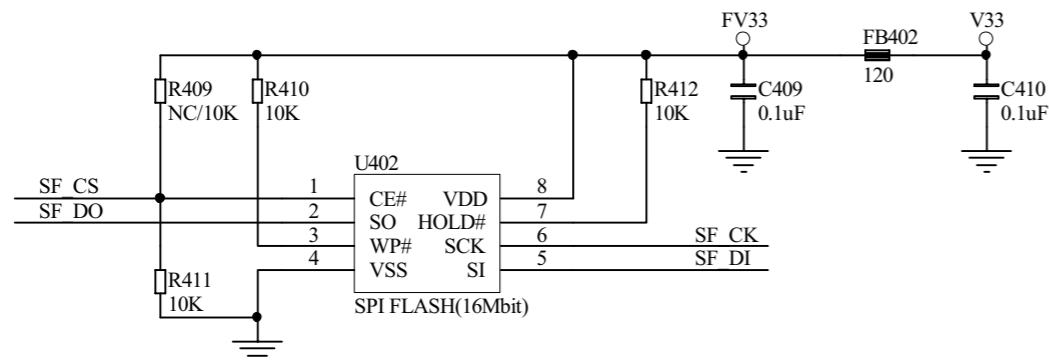 FV33
V33
FB402
120
R409
NC/10K
R410
10K
R412
10K
C409
0.1uF
C410
0.1uF
U402
SF_CS
1
CE#
VDD
8
SF_DO
2
SO
HOLD#
7
3
WP#
SCK
6
SF_CK
4
VSS
SI
5
SF_DI
R411
10K
SPI FLASH(16Mbit)